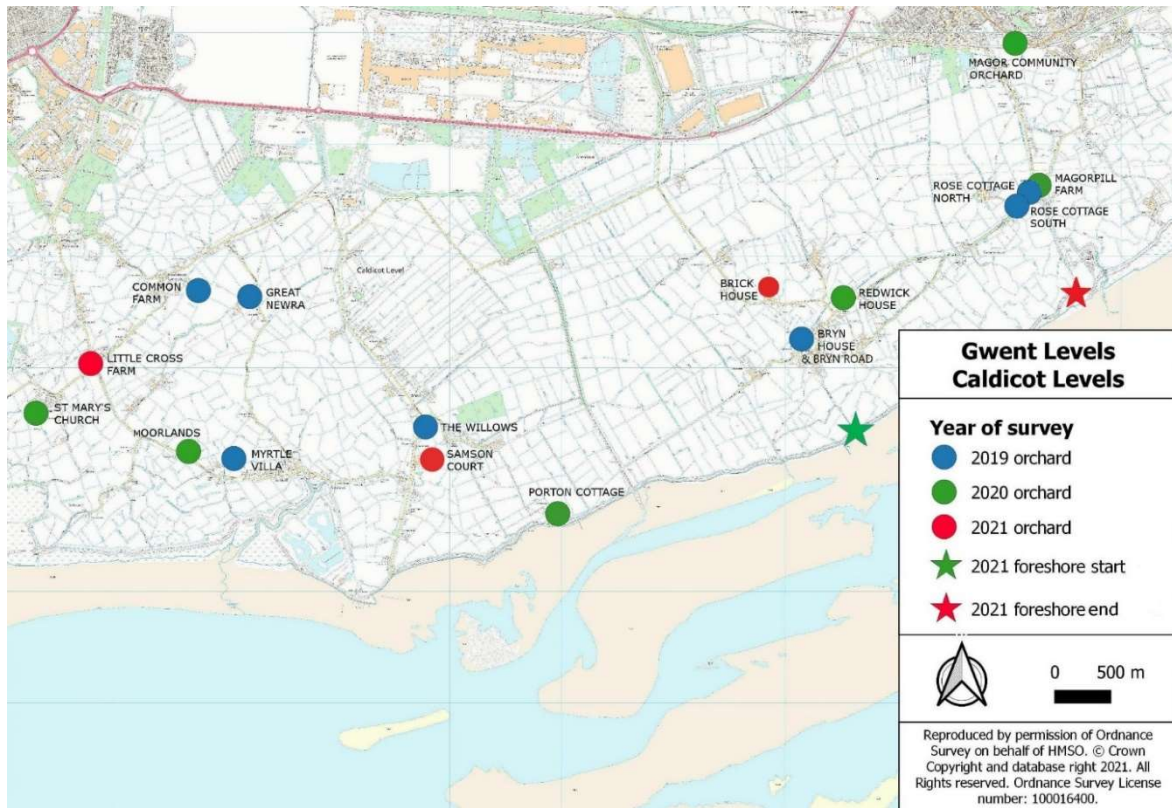 MAGOR COMMUNITY
ORCHARD
ROSE COTTAGE
NORTH
MAGORPILL
FARM
ROSE COTTAGE
SOUTH
Caldicot Level
COMMON
FARM
GREAT
NEWRA
BRICK
HOUSE
REDWICK
HOUSE
BRYN
HOUSE
& BRYN ROAD
LITTLE CROSS
FARM
ST MARY'S
CHURCH
MOORLANDS
MYRTLE
VILLA
THE WILLOWS
SAMSON
COURT
PORTON COTTAGE
Gwent Levels
Caldicot Levels
Year of survey
2019 orchard
2020 orchard
2021 orchard
2021 foreshore start
2021 foreshore end
0 500 m
Reproduced by permission of Ordnance
Survey on behalf of HMSO. © Crown
Copyright and database right 2021. All
Rights reserved. Ordnance Survey License
number: 100016400.